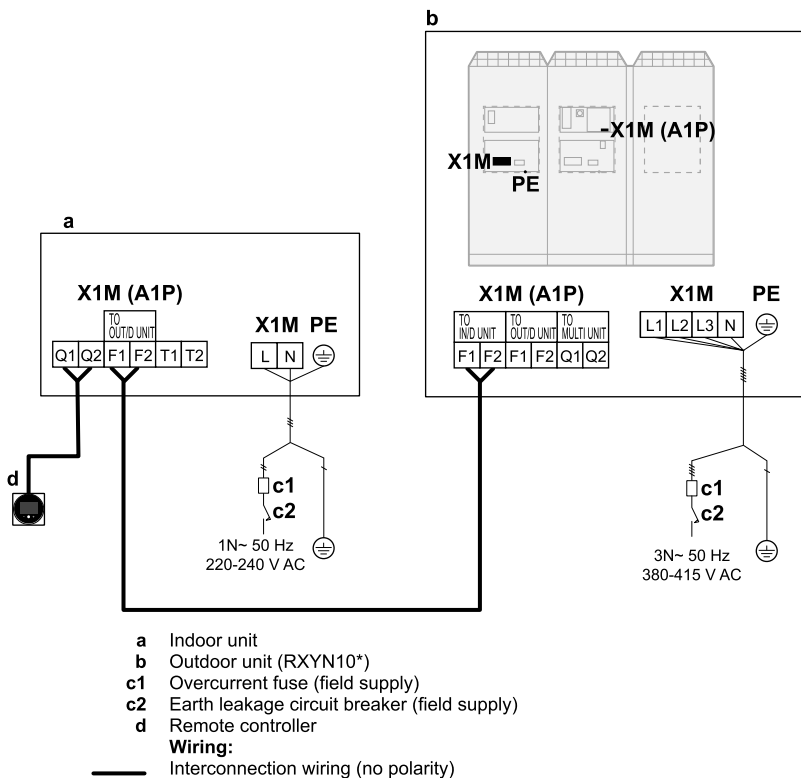 b
X1M (A1P)
X1M
PE
a
X1M (A1P)
TO
OUT/D UNIT
Q1 Q2 F1 F2 T1 T2
X1M PE
L N
X1M (A1P)
TO
IN/D UNIT
TO
OUT/D UNIT
TO
MULTI UNIT
F1 F2 F1 F2 Q1 Q2
X1M PE
L1 L2 L3 N
d
c1
c2
1N~ 50 Hz
220-240 V AC
c1
c2
3N~ 50 Hz
380-415 V AC
a Indoor unit
b Outdoor unit (RXYN10*)
c1 Overcurrent fuse (field supply)
c2 Earth leakage circuit breaker (field supply)
d Remote controller
Wiring:
Interconnection wiring (no polarity)